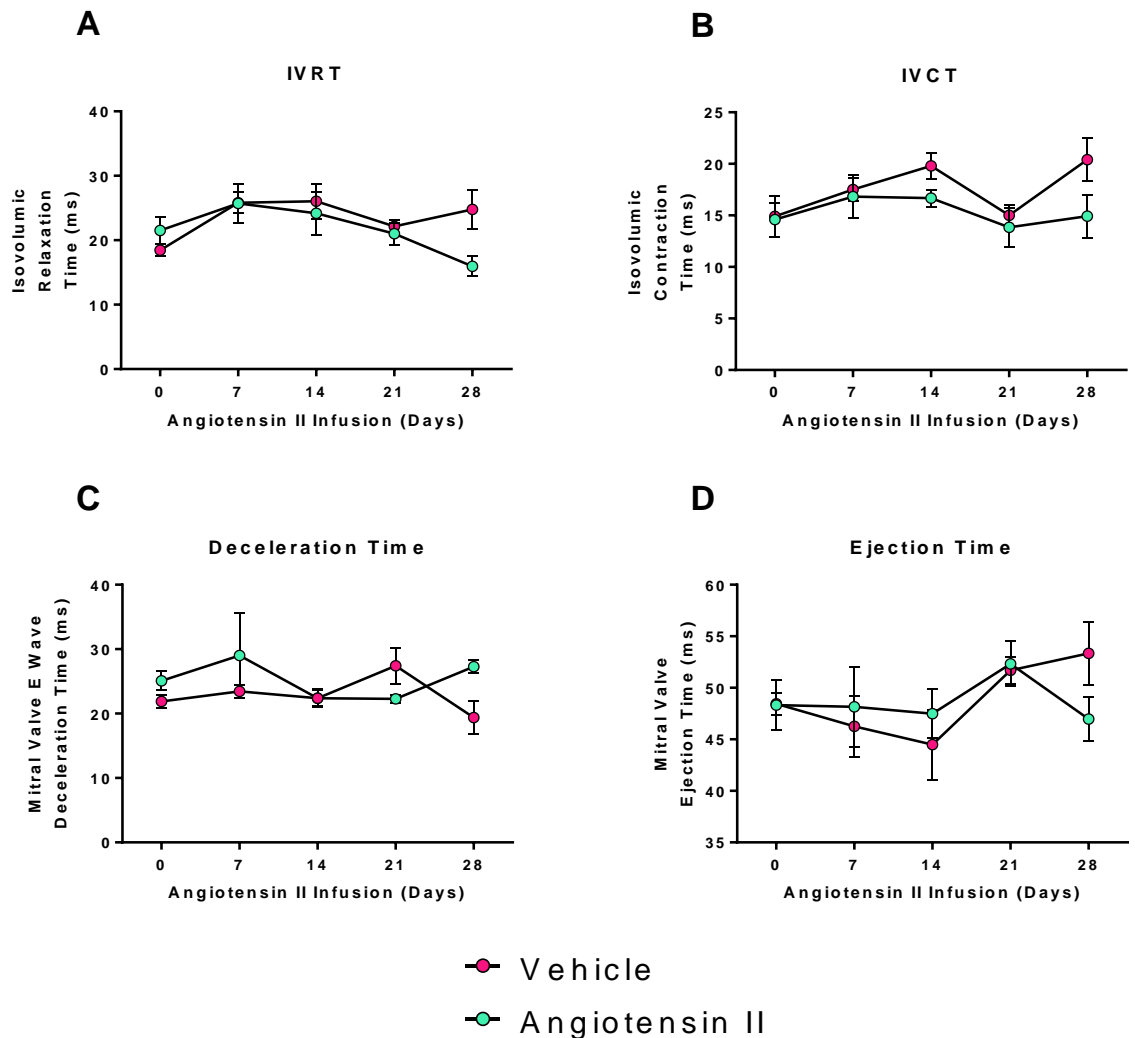 A
IVRT
Isovolumic
Relaxation
Time (ms)
40
30
20
10
0
0 7 14 21 28
Angiotensin II Infusion (Days)
B
IVCT
Isovolumic
Contraction
Time (ms)
25
20
15
10
5
0
0 7 14 21 28
Angiotensin II Infusion (Days)
C
Deceleration Time
Mitral Valve E Wave
Deceleration Time (ms)
40
30
20
10
0
0 7 14 21 28
Angiotensin II Infusion (Days)
D
Ejection Time
Mitral Valve
Ejection Time (ms)
60
55
50
45
40
35
0 7 14 21 28
Angiotensin II Infusion (Days)
Vehicle
Angiotensin II